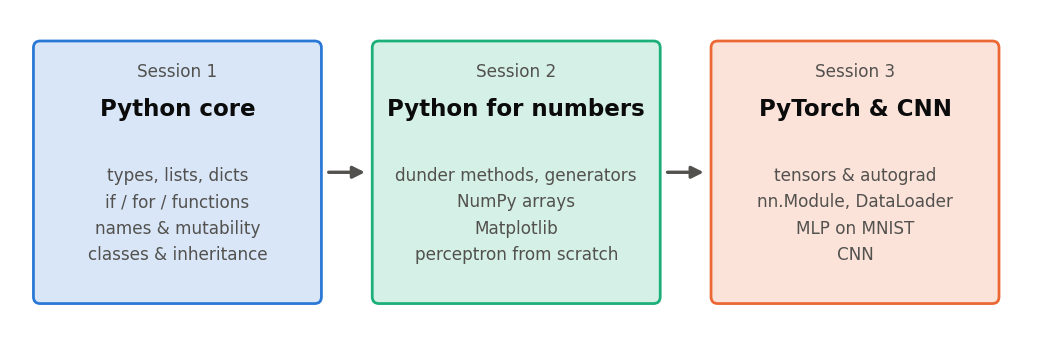 Session 1
Python core
types, lists, dicts
if / for / functions
names & mutability
classes & inheritance
Session 2
Python for numbers
dunder methods, generators
NumPy arrays
Matplotlib
perceptron from scratch
Session 3
PyTorch & CNN
tensors & autograd
nn.Module, DataLoader
MLP on MNIST
CNN